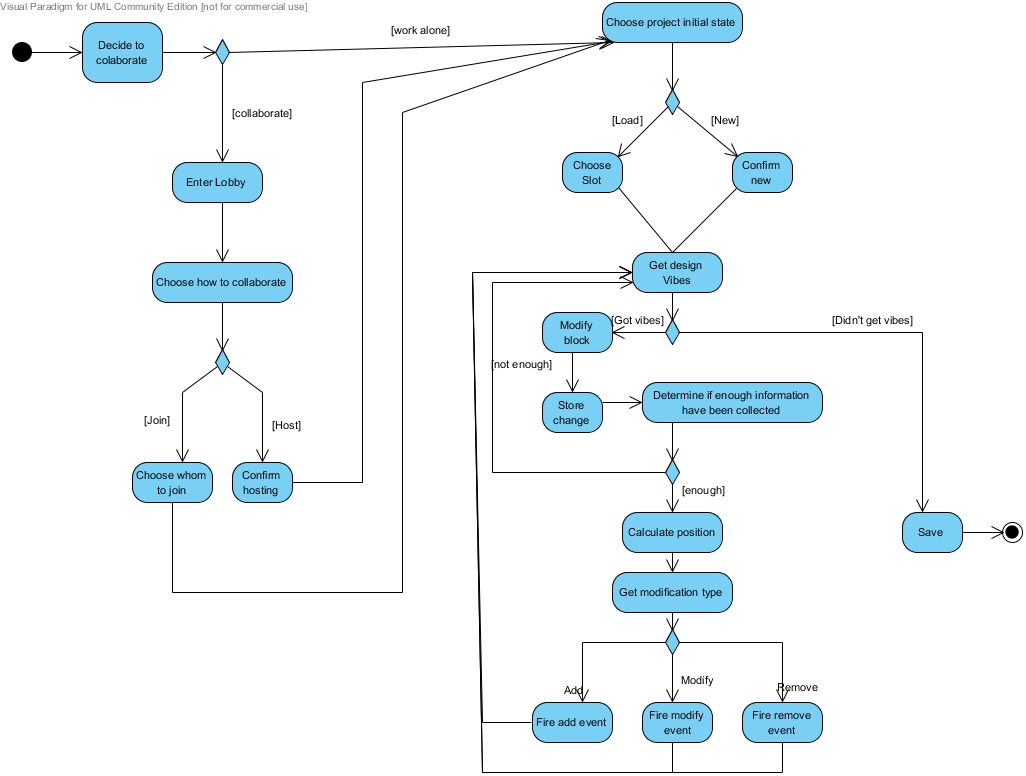 Visual Paradigm for UML Community Edition [not for commercial use]
Choose project initial state
[work alone]
Decide to
colaborate
[collaborate]
[Load]
[New]
Choose
Slot
Confirm
new
Enter Lobby
Get design
Vibes
Choose how to collaborate
[Got vibes]
[Didn't get vibes]
Modify
block
[not enough]
Store
change
Determine if enough information
have been collected
[Join]
[Host]
Choose whom
to join
Confirm
hosting
[enough]
Calculate position
Save
Get modification type
Add
Modify
Remove
Fire add event
Fire modify
event
Fire remove
event